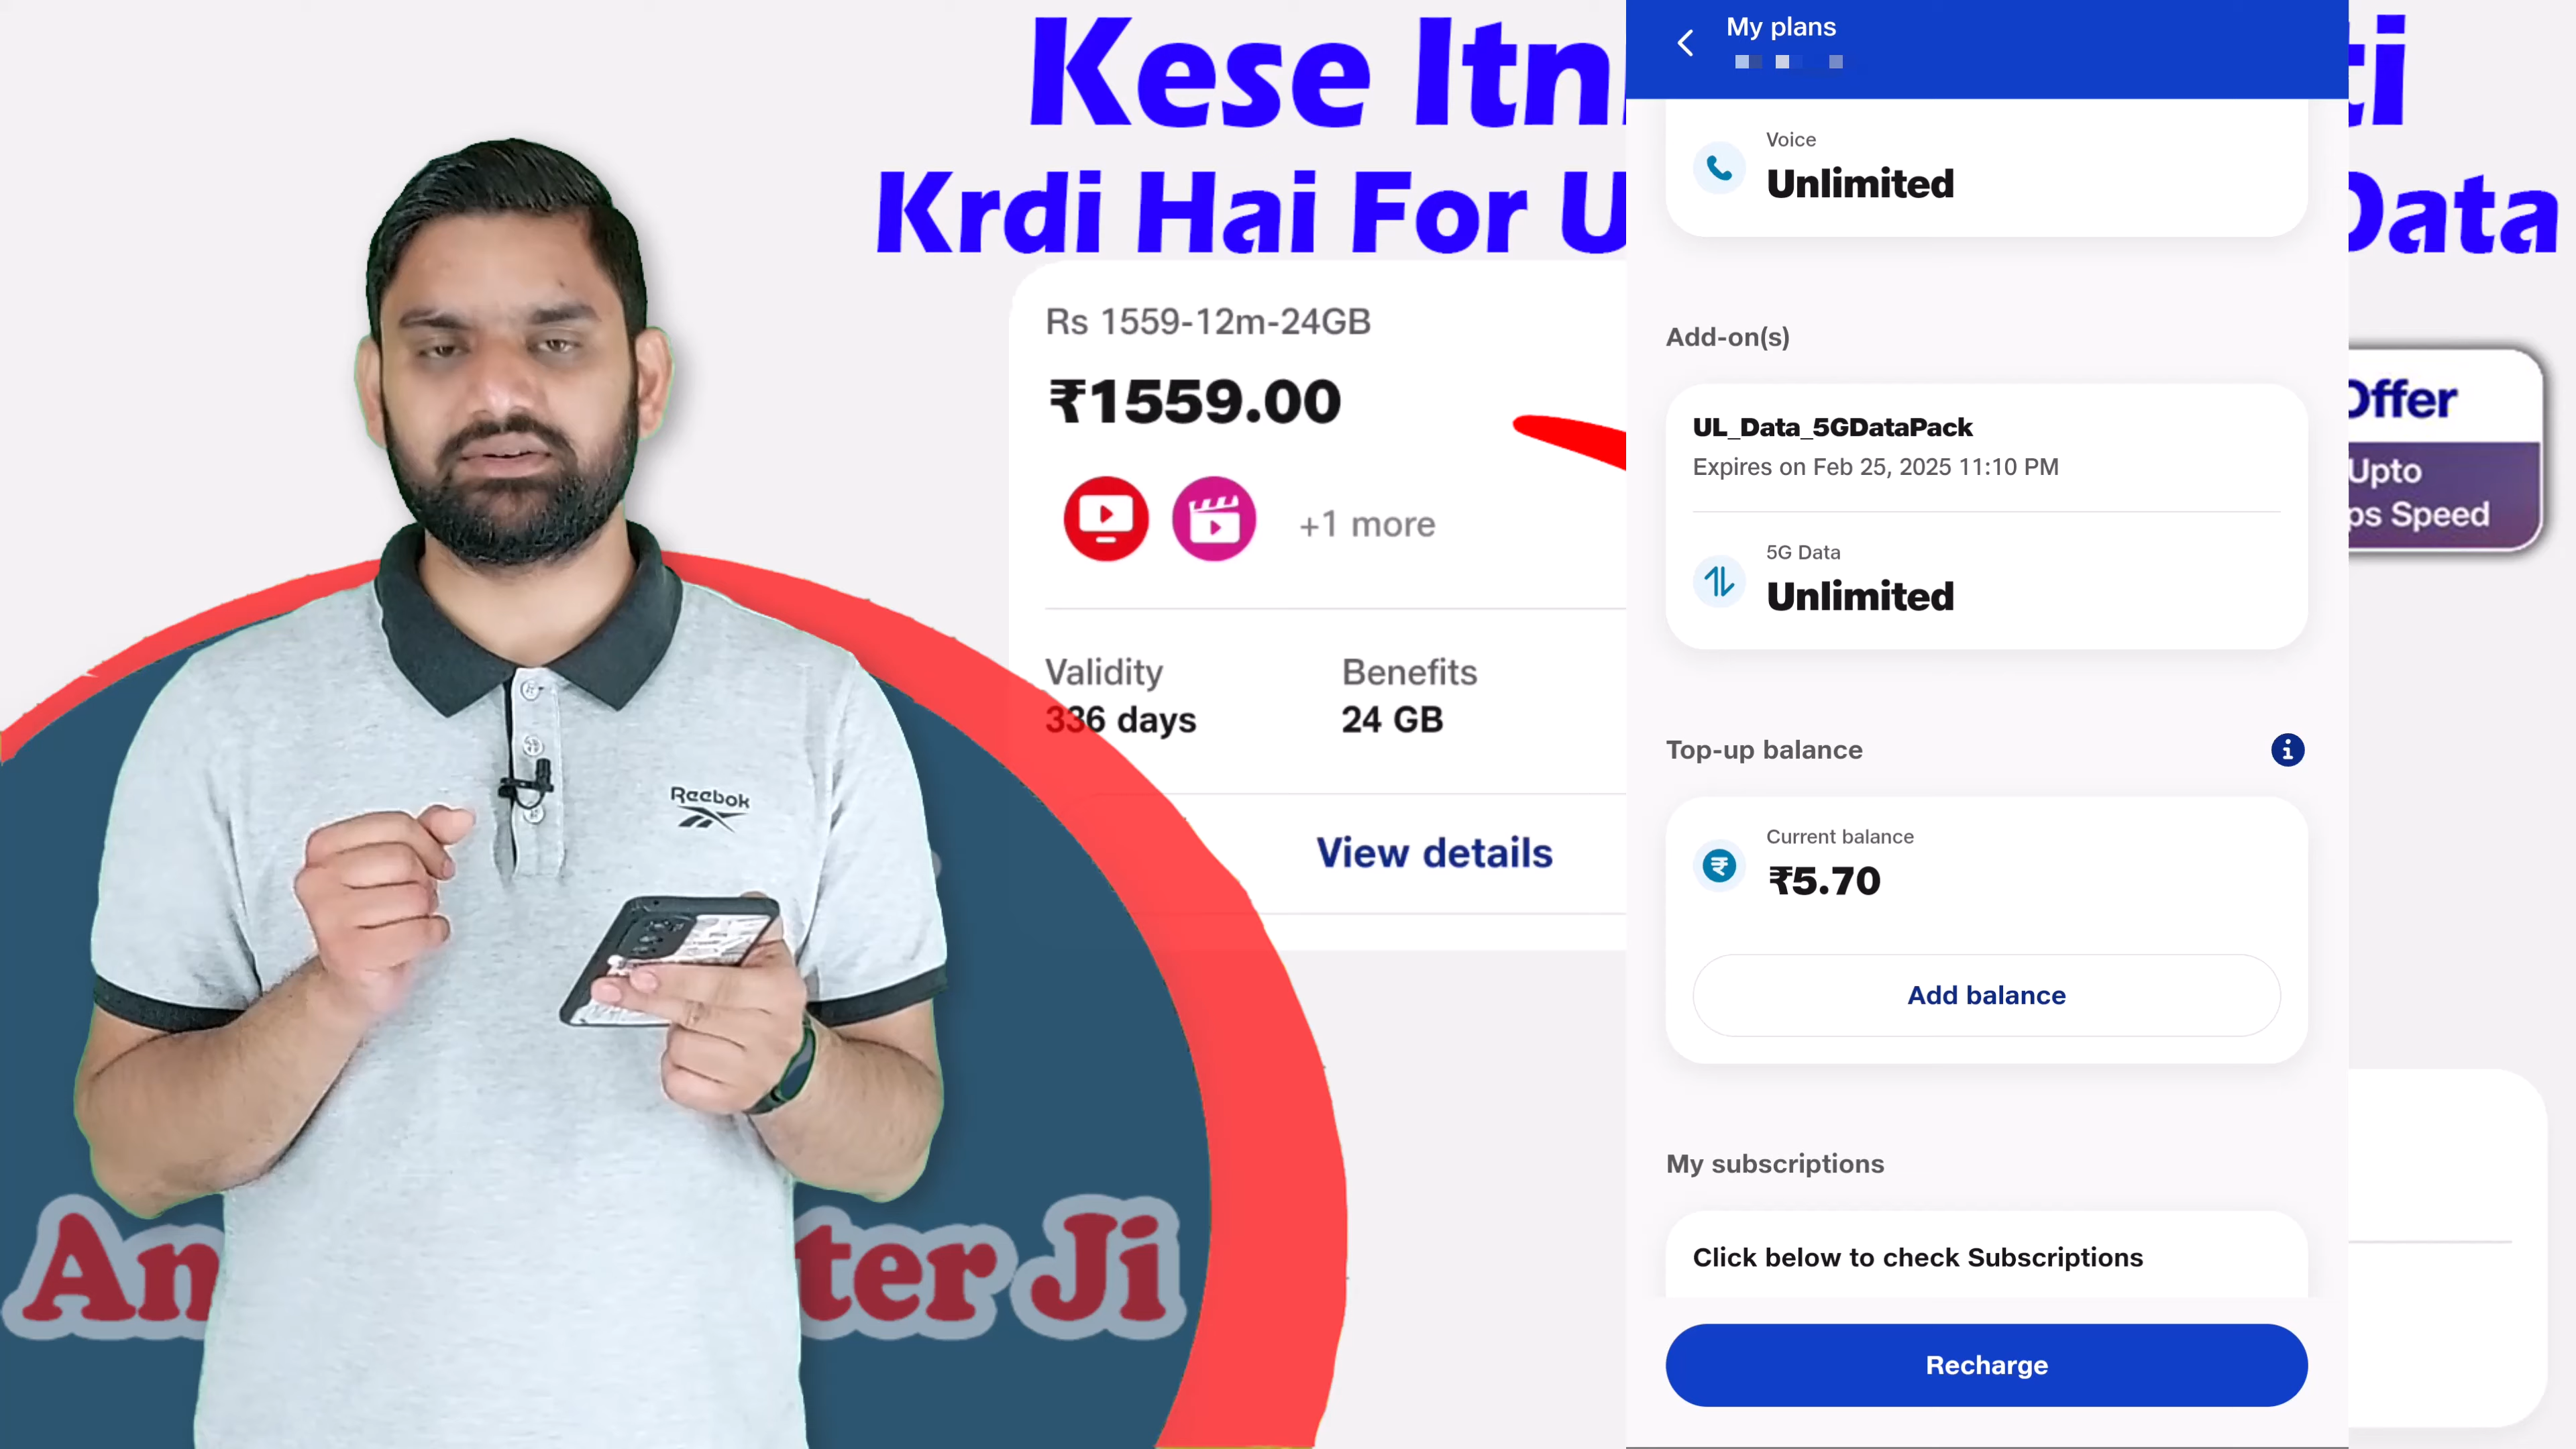 Kese Itn
ti
Krdi Hai For U
Data
Rs 1559-12m-24GB
₹1559.00
+1 more
Validity
336 days
Benefits
24 GB
View details
Reebok
An
ter Ji
My plans
Voice
Unlimited
Add-on(s)
UL_Data_5GDataPack
Expires on Feb 25, 2025 11:10 PM
5G Data
Unlimited
Top-up balance
Current balance
₹5.70
Add balance
My subscriptions
Click below to check Subscriptions
Recharge
Offer
Upto
ps Speed